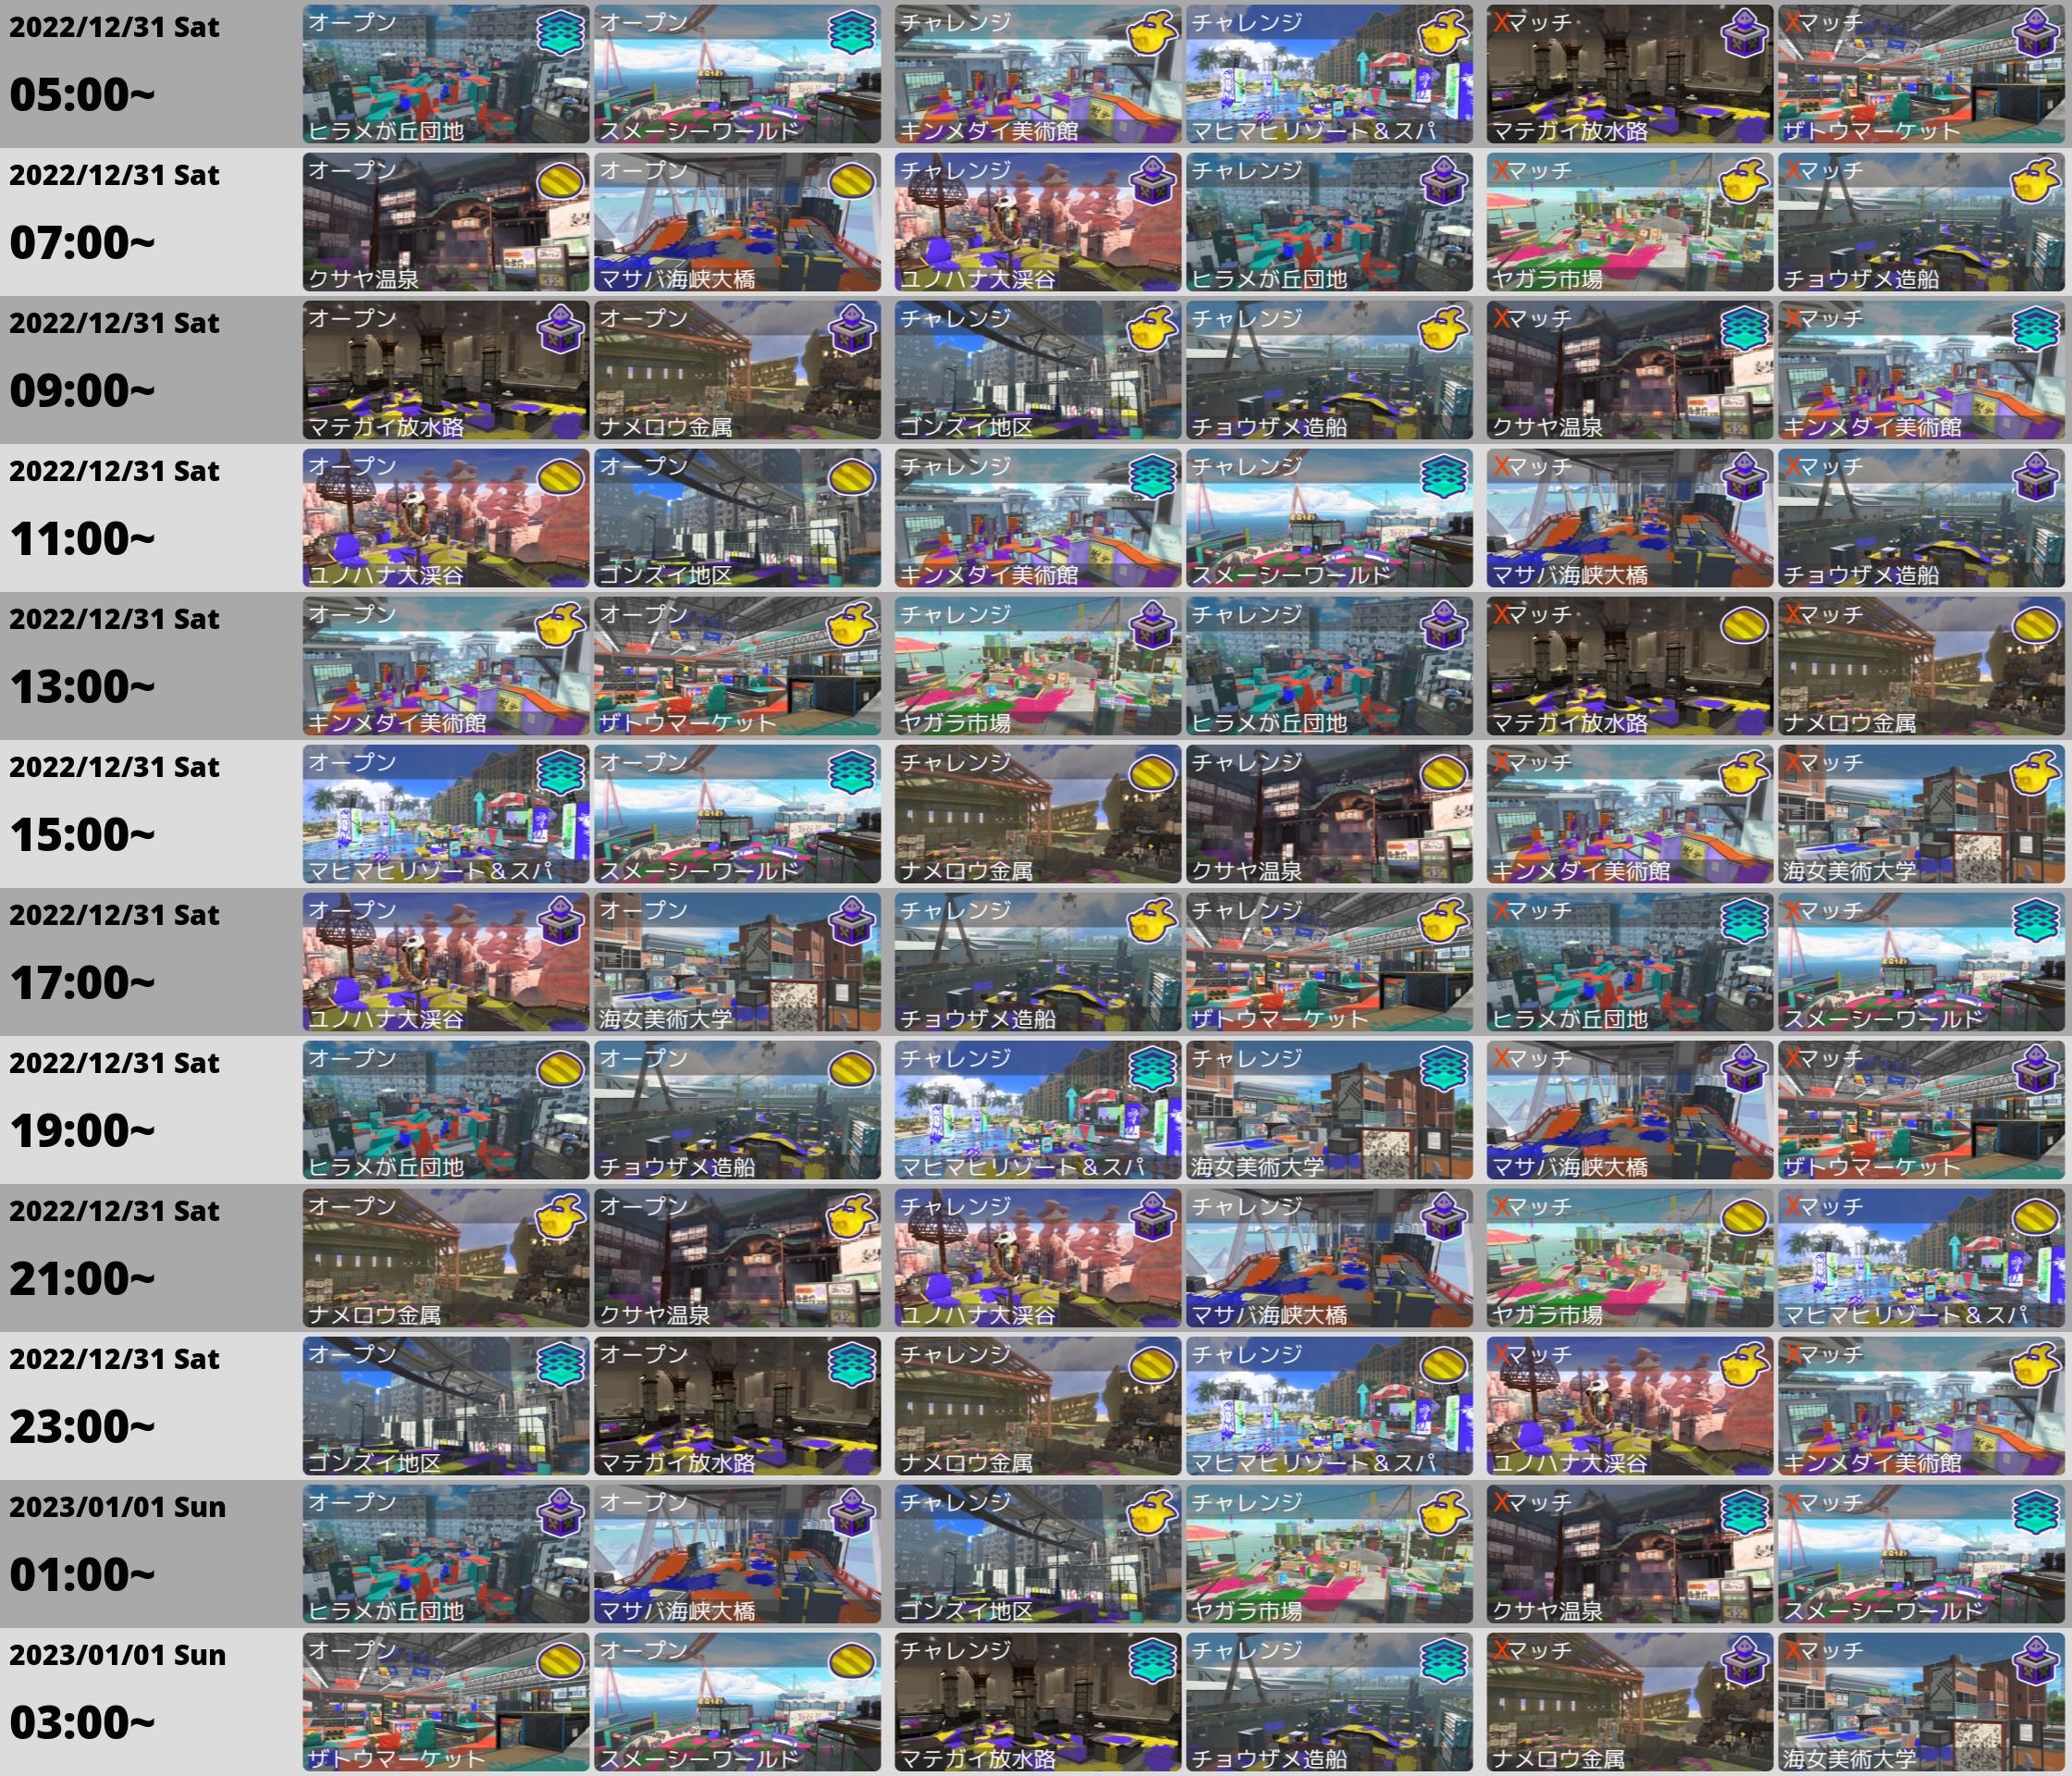 2022/12/31 Sat
05:00~
オープン オープン チャレンジ チャレンジ Xマッチ Xマッチ
ヒラメが丘団地 スメーシーワールド キンメダイ美術館 マヒマヒリゾート&スパ マテガイ放水路 ザトウマーケット
2022/12/31 Sat
07:00~
オープン オープン チャレンジ チャレンジ Xマッチ Xマッチ
クサヤ温泉 マサバ海峡大橋 ユノハナ大渓谷 ヒラメが丘団地 ヤガラ市場 チョウザメ造船
2022/12/31 Sat
09:00~
オープン オープン チャレンジ チャレンジ Xマッチ Xマッチ
マテガイ放水路 ナメロウ金属 ゴンズイ地区 チョウザメ造船 クサヤ温泉 キンメダイ美術館
2022/12/31 Sat
11:00~
オープン オープン チャレンジ チャレンジ Xマッチ Xマッチ
ユノハナ大渓谷 ゴンズイ地区 キンメダイ美術館 スメーシーワールド マサバ海峡大橋 チョウザメ造船
2022/12/31 Sat
13:00~
オープン オープン チャレンジ チャレンジ Xマッチ Xマッチ
キンメダイ美術館 ザトウマーケット ヤガラ市場 ヒラメが丘団地 マテガイ放水路 ナメロウ金属
2022/12/31 Sat
15:00~
オープン オープン チャレンジ チャレンジ Xマッチ Xマッチ
マヒマヒリゾート&スパ スメーシーワールド ナメロウ金属 クサヤ温泉 キンメダイ美術館 海女美術大学
2022/12/31 Sat
17:00~
オープン オープン チャレンジ チャレンジ Xマッチ Xマッチ
ユノハナ大渓谷 海女美術大学 チョウザメ造船 ザトウマーケット ヒラメが丘団地 スメーシーワールド
2022/12/31 Sat
19:00~
オープン オープン チャレンジ チャレンジ Xマッチ Xマッチ
ヒラメが丘団地 チョウザメ造船 マヒマヒリゾート&スパ 海女美術大学 マサバ海峡大橋 ザトウマーケット
2022/12/31 Sat
21:00~
オープン オープン チャレンジ チャレンジ Xマッチ Xマッチ
ナメロウ金属 クサヤ温泉 ユノハナ大渓谷 マサバ海峡大橋 ヤガラ市場 マヒマヒリゾート&スパ
2022/12/31 Sat
23:00~
オープン オープン チャレンジ チャレンジ Xマッチ Xマッチ
ゴンズイ地区 マテガイ放水路 ナメロウ金属 マヒマヒリゾート&スパ ユノハナ大渓谷 キンメダイ美術館
2023/01/01 Sun
01:00~
オープン オープン チャレンジ チャレンジ Xマッチ Xマッチ
ヒラメが丘団地 マサバ海峡大橋 ゴンズイ地区 ヤガラ市場 クサヤ温泉 スメーシーワールド
2023/01/01 Sun
03:00~
オープン オープン チャレンジ チャレンジ Xマッチ Xマッチ
ザトウマーケット スメーシーワールド マテガイ放水路 チョウザメ造船 ナメロウ金属 海女美術大学